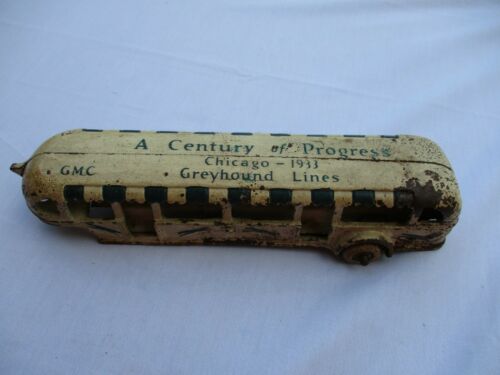 A Century of Progress
Chicago - 1933
GMC • Greyhound Lines